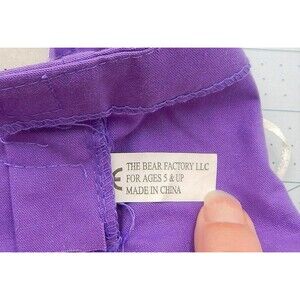 THE BEAR FACTORY LLC
FOR AGES 5 & UP
MADE IN CHINA